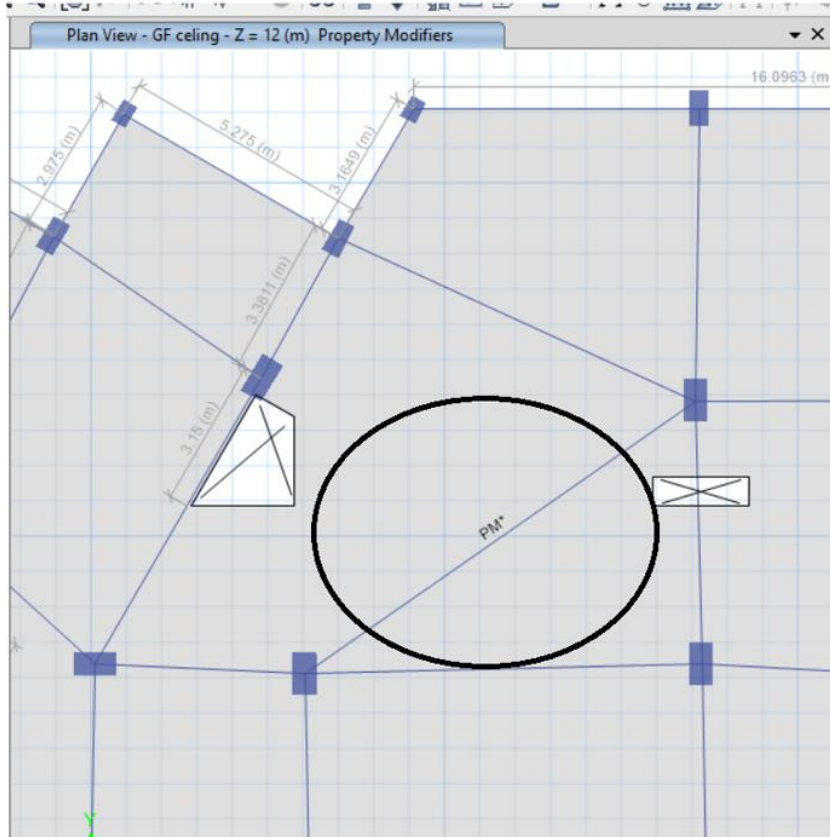 Plan View - GF celing - Z = 12 (m) Property Modifiers
16.0963 (m
5.275 (m)
2.975 (m)
3.1649 (m)
3.3811 (m)
3.15 (m)
PM*
Y